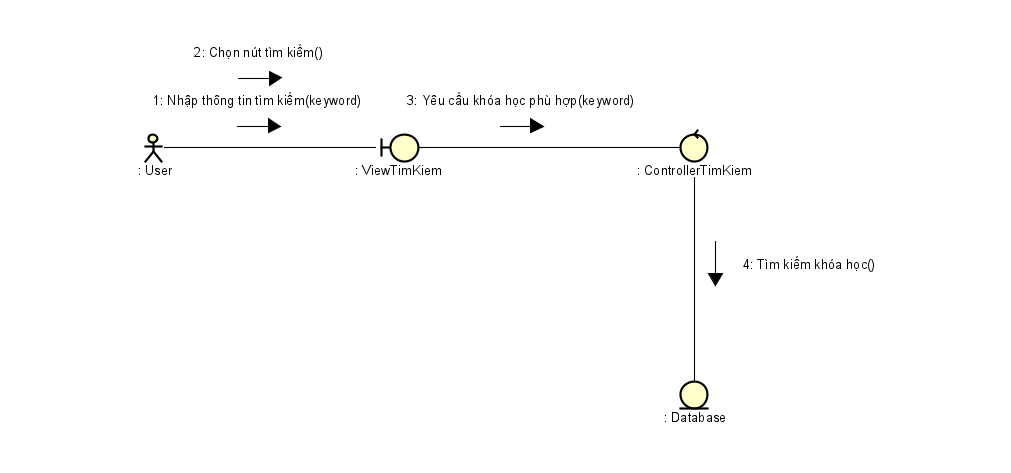 2: Chọn nút tìm kiếm()
1: Nhập thông tin tìm kiếm(keyword)
3: Yêu cầu khóa học phù hợp(keyword)
: User
: ViewTimKiem
: ControllerTimKiem
4: Tìm kiếm khóa học()
: Database